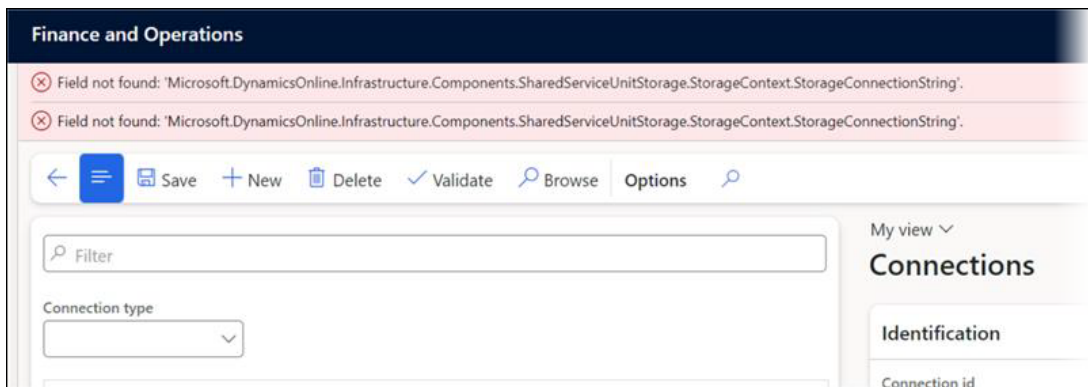 Finance and Operations
Field not found: 'Microsoft.DynamicsOnline.Infrastructure.Components.SharedServiceUnitStorage.StorageContext.StorageConnectionString'.
Field not found: 'Microsoft.DynamicsOnline.Infrastructure.Components.SharedServiceUnitStorage.StorageContext.StorageConnectionString'.
Save New Delete Validate Browse Options
Filter
Connection type
My view
Connections
Identification
Connection id